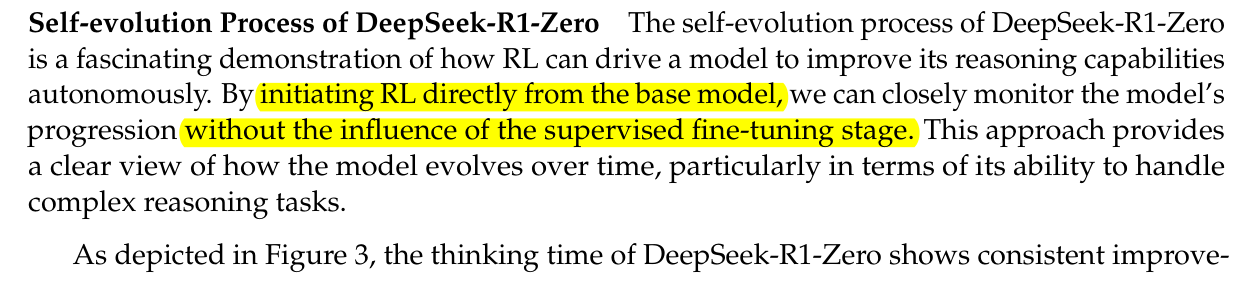 Self-evolution Process of DeepSeek-R1-Zero The self-evolution process of DeepSeek-R1-Zero
is a fascinating demonstration of how RL can drive a model to improve its reasoning capabilities
autonomously. By initiating RL directly from the base model, we can closely monitor the model's
progression without the influence of the supervised fine-tuning stage. This approach provides
a clear view of how the model evolves over time, particularly in terms of its ability to handle
complex reasoning tasks.
As depicted in Figure 3, the thinking time of DeepSeek-R1-Zero shows consistent improve-